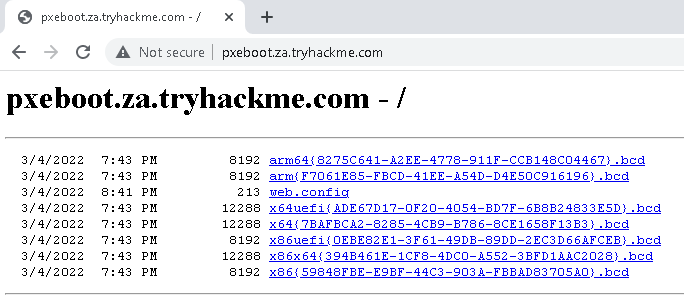 pxeboot.za.tryhackme.com - /
Not secure | pxeboot.za.tryhackme.com
pxeboot.za.tryhackme.com - /
3/4/2022 7:43 PM 8192 arm64{8275C641-A2EE-4778-911F-CCB148C04467}.bcd
3/4/2022 7:43 PM 8192 arm{F7061E85-FBCD-41EE-A54D-D4E50C916196}.bcd
3/4/2022 8:41 PM 213 web.config
3/4/2022 7:43 PM 12288 x64uefi{ADE67D17-0F20-4054-BD7F-6B8B24833E5D}.bcd
3/4/2022 7:43 PM 12288 x64{7BAFBCA2-8285-4CB9-B786-8CE1658F13B3}.bcd
3/4/2022 7:43 PM 8192 x86uefi{0EBE82E1-3F61-49DB-89DD-2EC3D66AFCEB}.bcd
3/4/2022 7:43 PM 12288 x86x64{394B461E-1CF8-4DC0-A552-3BFD1AAC2028}.bcd
3/4/2022 7:43 PM 8192 x86{59848FBE-E9BF-44C3-903A-FBBAD83705A0}.bcd